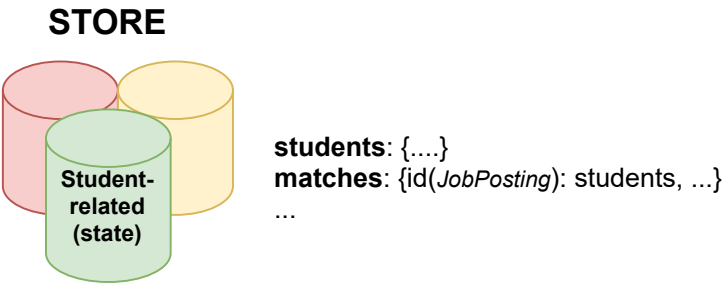 STORE
Student-
related
(state)
students: {....}
matches: {id(JobPosting): students, ...}
...